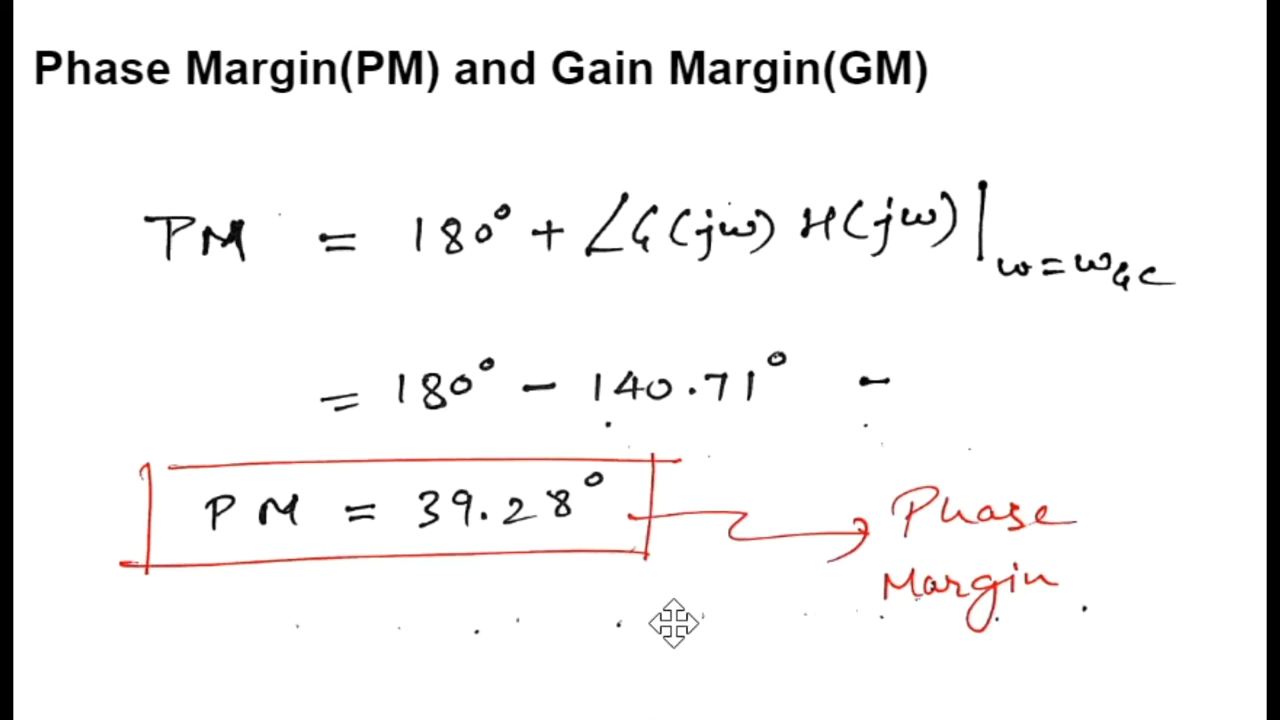 Phase Margin(PM) and Gain Margin(GM)
PM = 180° + ∠G(jω) H(jω)|ω=ωGC
= 180° - 140.71° -
PM = 39.28°
Phase
Margin